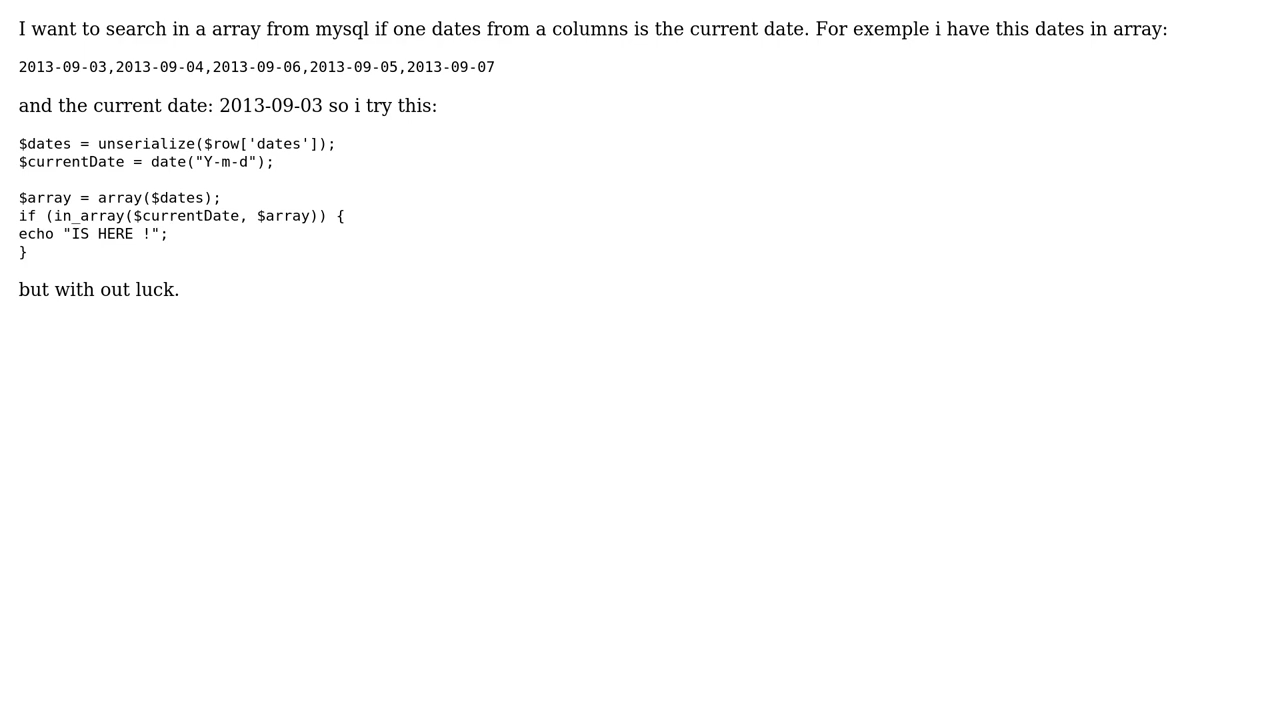 I want to search in a array from mysql if one dates from a columns is the current date. For exemple i have this dates in array:
2013-09-03,2013-09-04,2013-09-06,2013-09-05,2013-09-07
and the current date: 2013-09-03 so i try this:
$dates = unserialize($row['dates']);
$currentDate = date("Y-m-d");
$array = array($dates);
if (in_array($currentDate, $array)) {
echo "IS HERE !";
}
but with out luck.